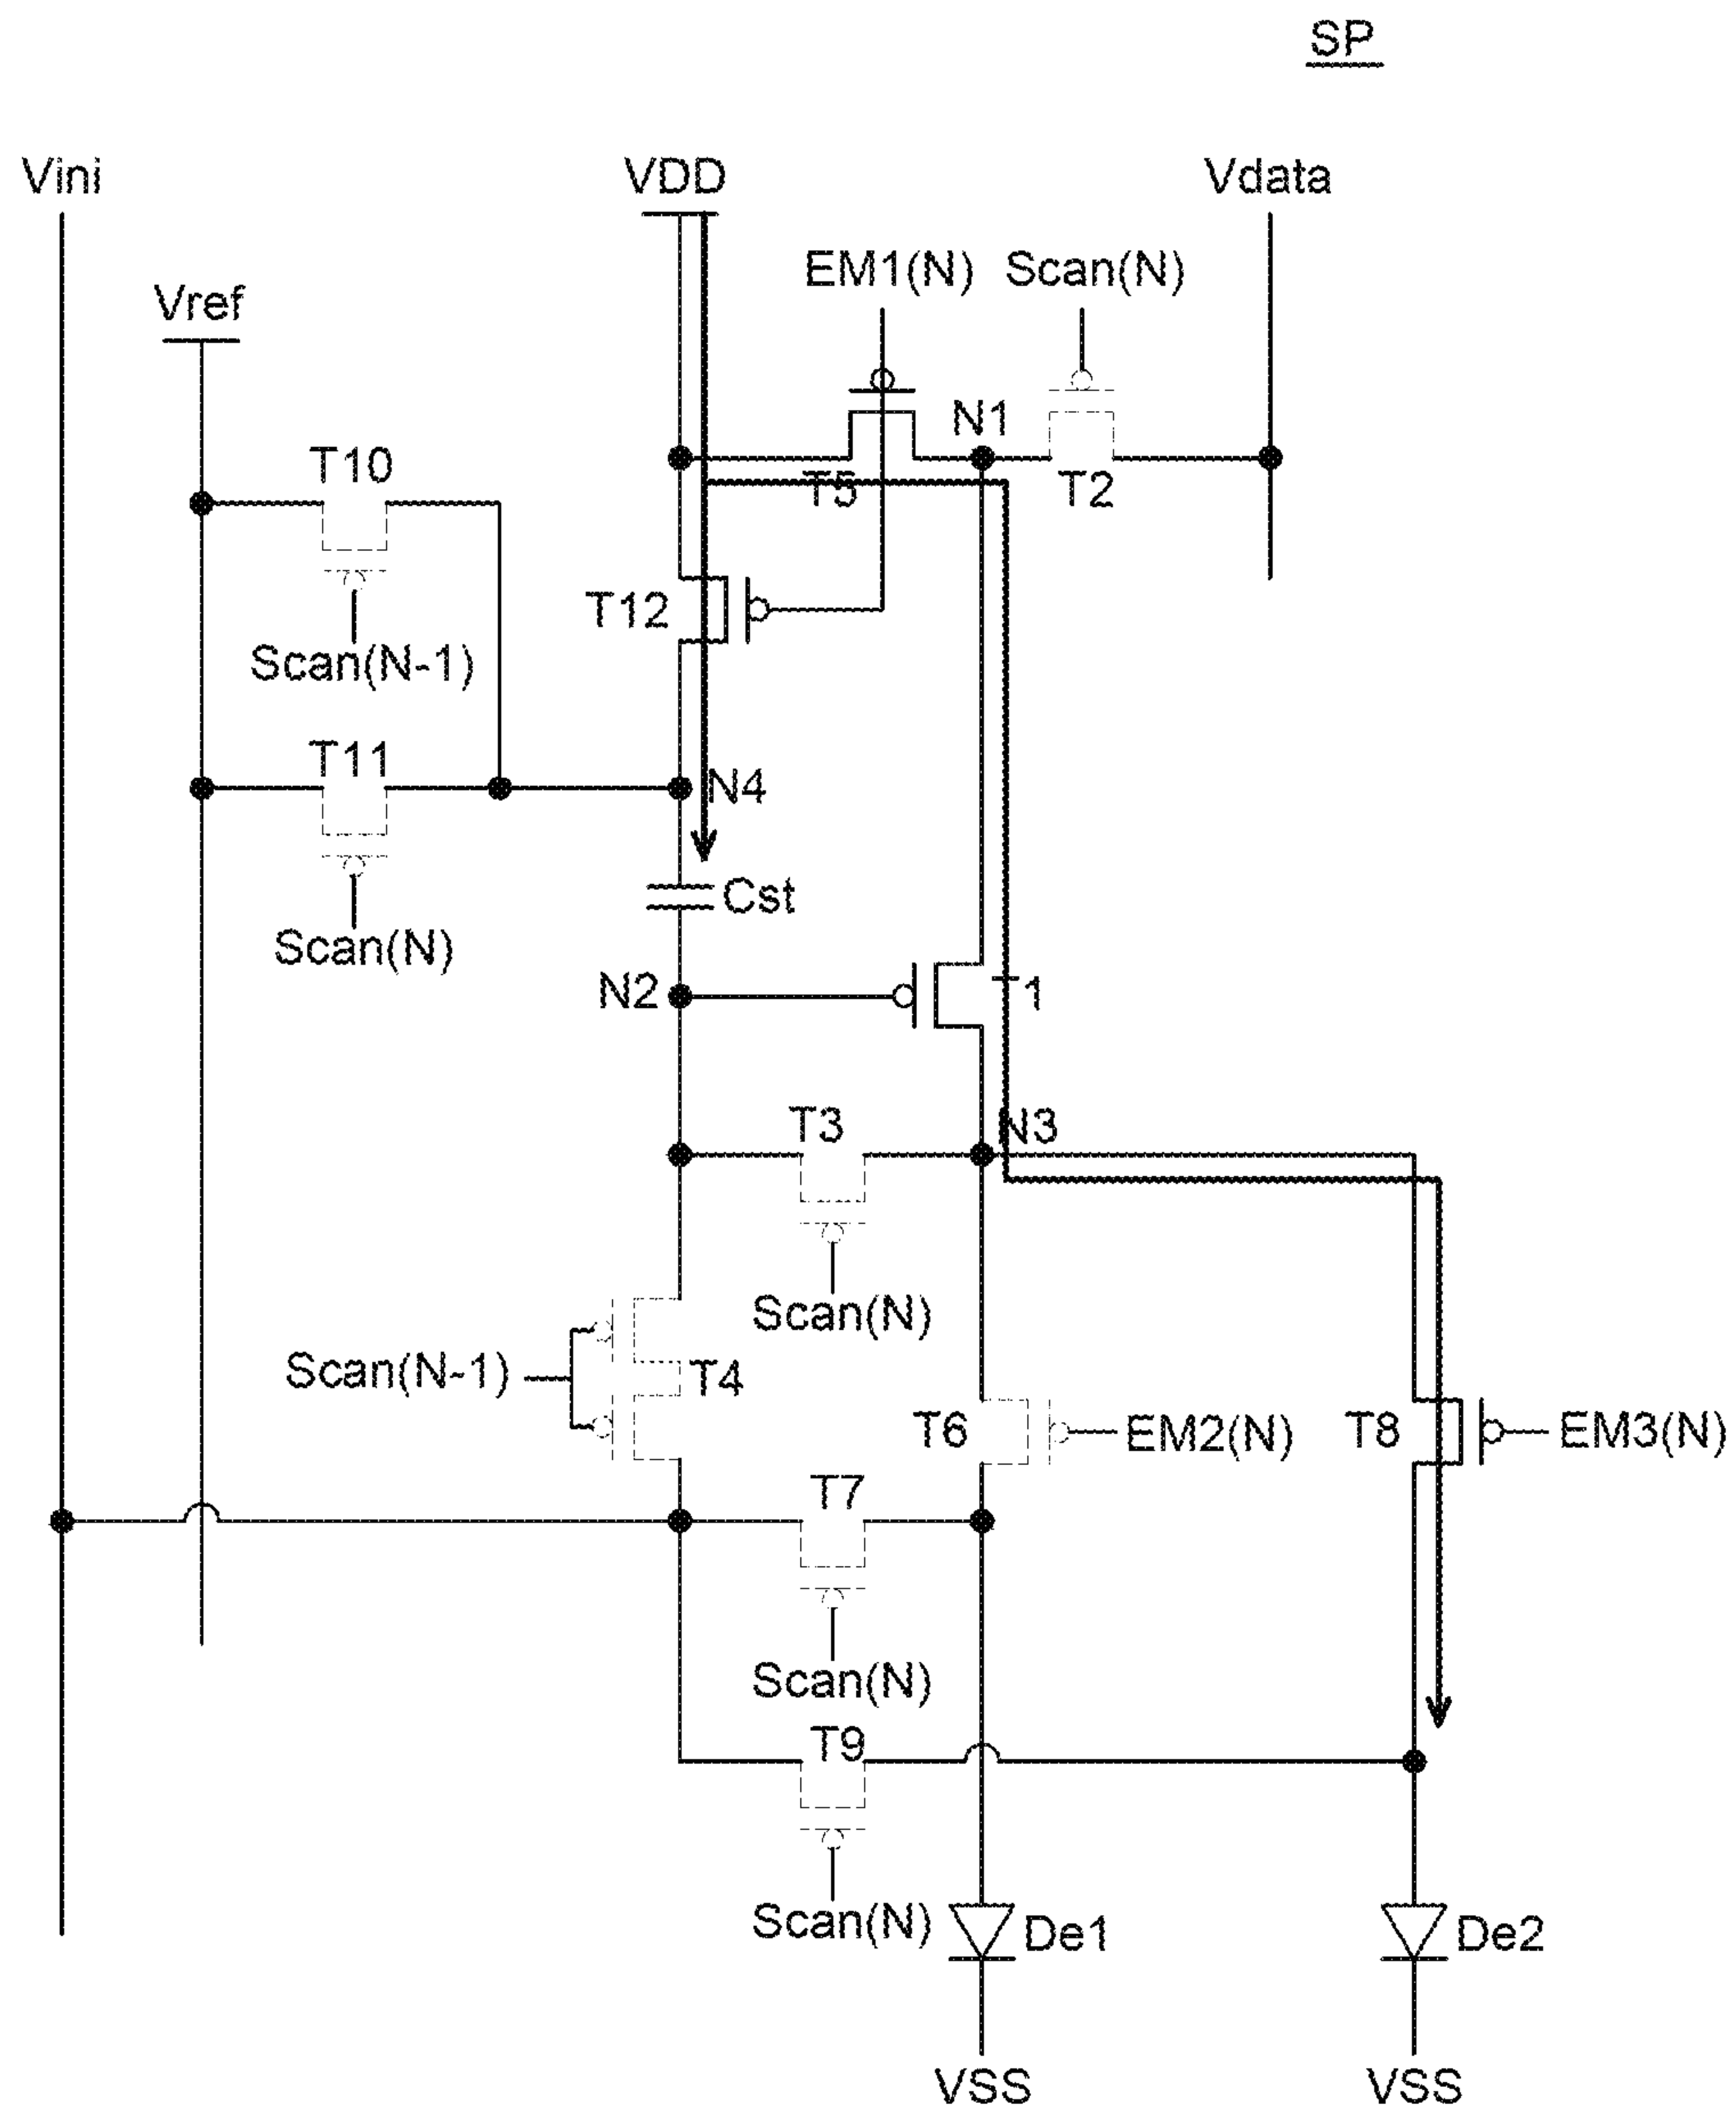 SP
Vini
VDD
Vdata
EM1(N)
Scan(N)
Vref
N1
T10
T5
T2
T12
Scan(N-1)
T11
N4
Cst
Scan(N)
N2
T1
T3
N3
Scan(N)
Scan(N-1)
T4
T6
EM2(N)
T8
EM3(N)
T7
Scan(N)
T9
Scan(N)
De1
De2
VSS
VSS